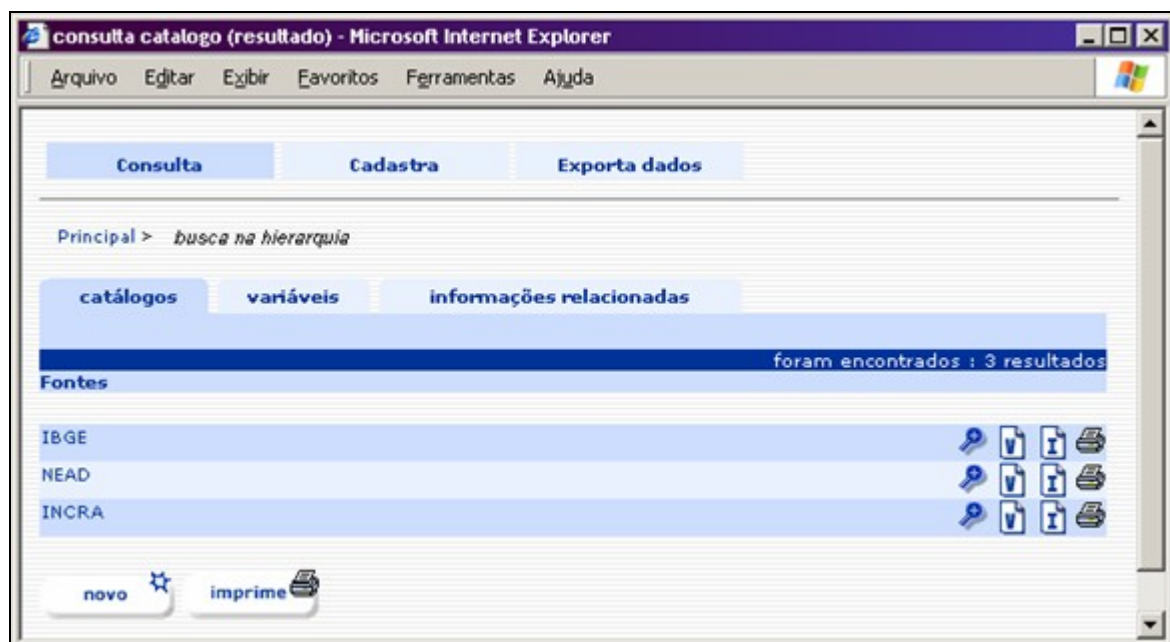 consulta catalogo (resultado) - Microsoft Internet Explorer
Arquivo Editar Exibir Favoritos Ferramentas Ajuda
Consulta Cadastra Exporta dados
Principal > busca na hierarquia
catálogos variáveis informações relacionadas
foram encontrados : 3 resultados
Fontes
IBGE V I
NEAD V I
INCRA V I
novo imprime